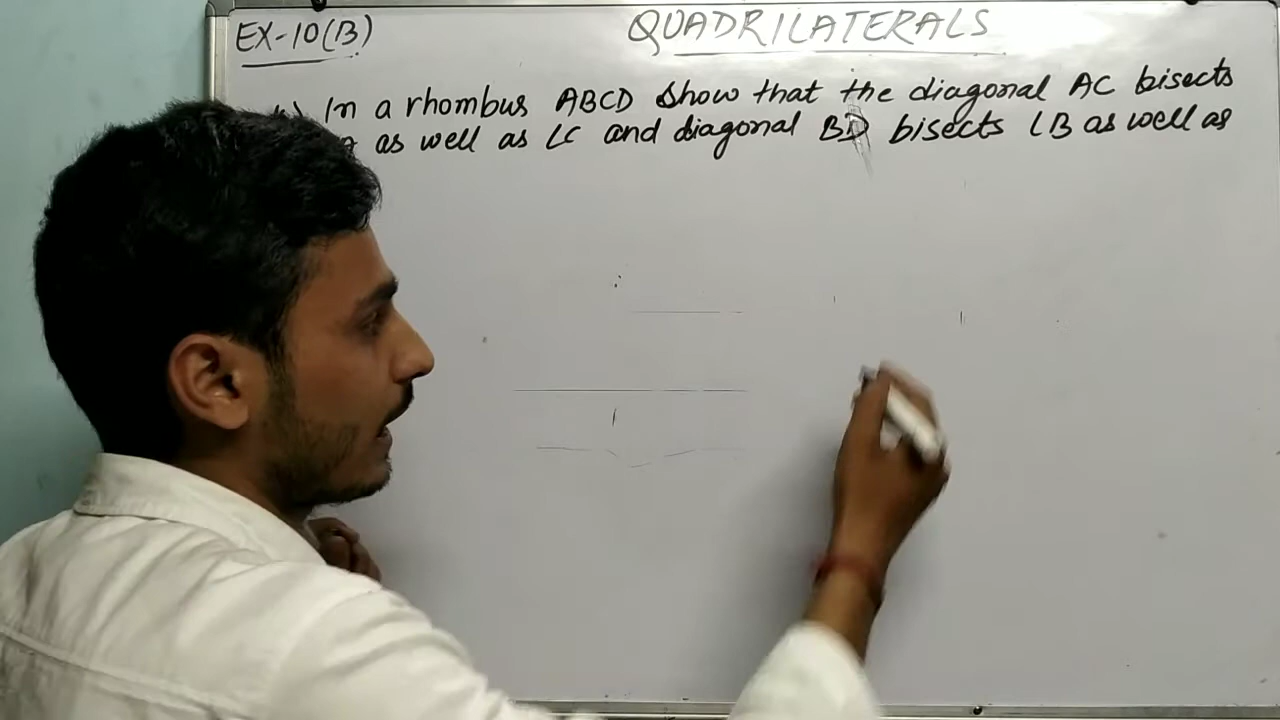 EX-10(B)
QUADRILATERALS
In a rhombus ABCD Show that the diagonal AC bisects
as well as ∠C and diagonal BD bisects ∠B as well as